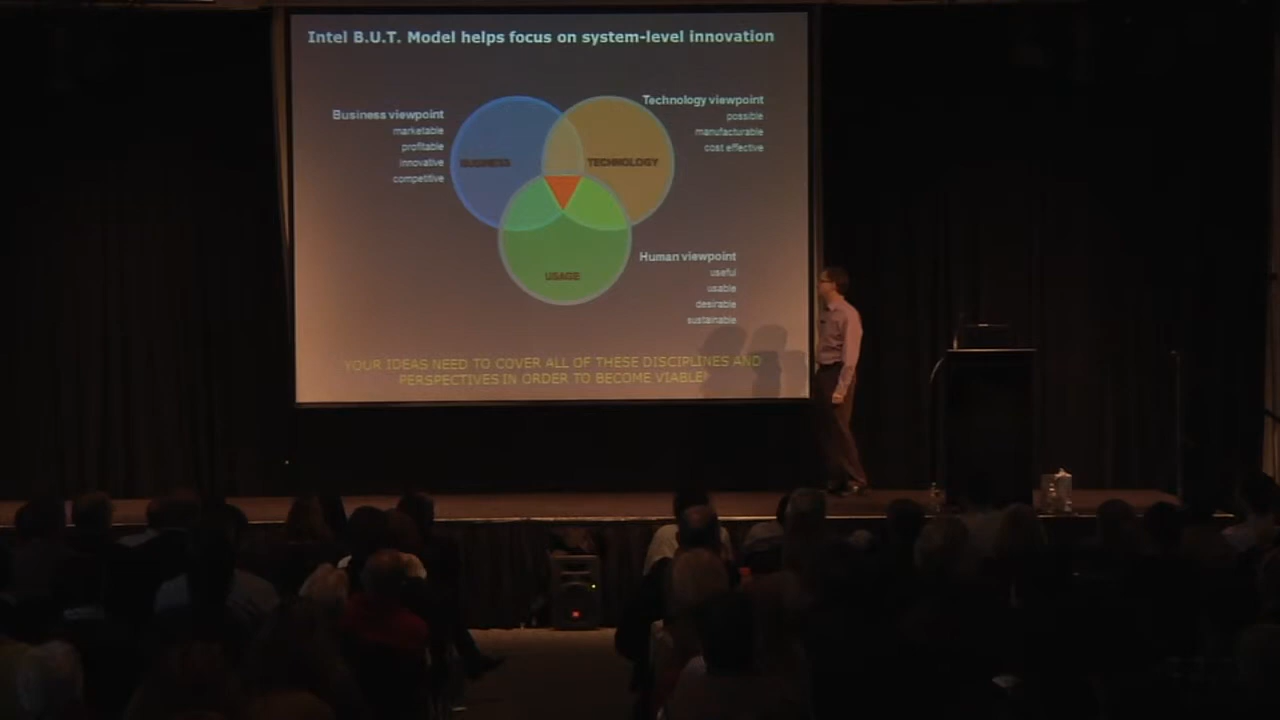 Intel B.U.T. Model helps focus on system-level innovation
Business viewpoint
marketable
profitable
innovative
competitive
BUSINESS
TECHNOLOGY
Technology viewpoint
possible
manufacturable
cost effective
USAGE
Human viewpoint
useful
usable
desirable
sustainable
YOUR IDEAS NEED TO COVER ALL OF THESE DISCIPLINES AND
PERSPECTIVES IN ORDER TO BECOME VIABLE!